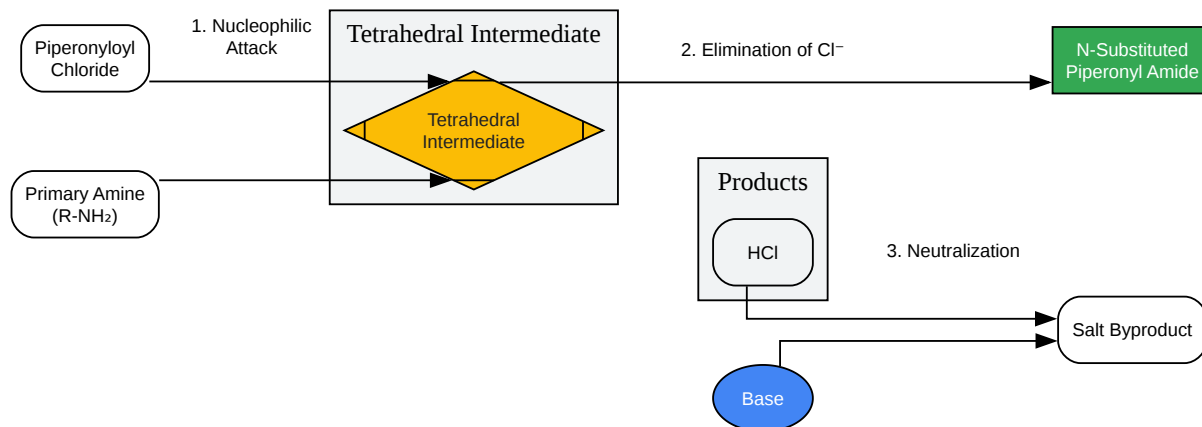 Piperonyloyl
Chloride
1. Nucleophilic
Attack
Tetrahedral Intermediate
2. Elimination of Cl⁻
N-Substituted
Piperonyl Amide
Tetrahedral
Intermediate
Primary Amine
(R-NH₂)
Products
HCl
3. Neutralization
Salt Byproduct
Base